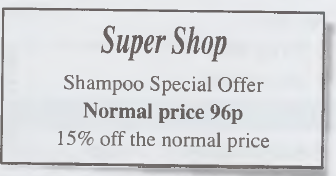 Super Shop
Shampoo Special Offer
Normal price 96p
15% off the normal price